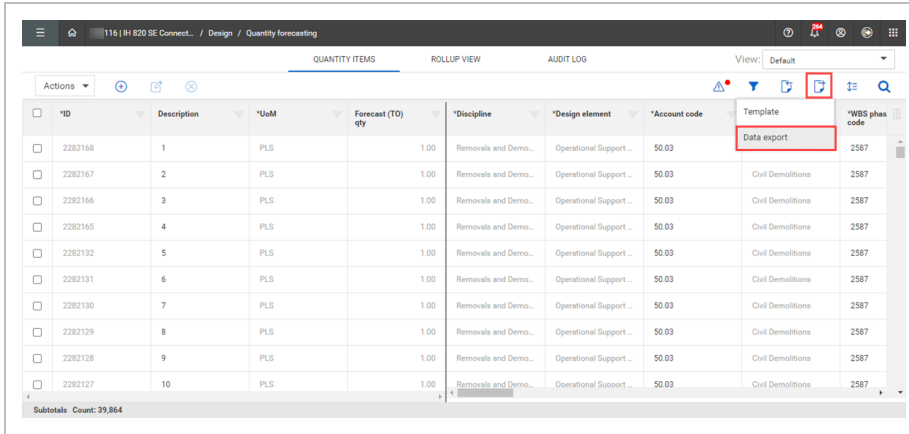 116 | IH 820 SE Connect... / Design / Quantity forecasting
264
QUANTITY ITEMS ROLLUP VIEW AUDIT LOG View: Default
Actions
*ID Description *UoM Forecast (TO) qty *Discipline *Design element *Account code *WBS phas code
Template
Data export
2282168 1 PLS 1.00 Removals and Demo... Operational Support ... 50.03 Civil Demolitions 2587
2282167 2 PLS 1.00 Removals and Demo... Operational Support ... 50.03 Civil Demolitions 2587
2282166 3 PLS 1.00 Removals and Demo... Operational Support ... 50.03 Civil Demolitions 2587
2282165 4 PLS 1.00 Removals and Demo... Operational Support ... 50.03 Civil Demolitions 2587
2282132 5 PLS 1.00 Removals and Demo... Operational Support ... 50.03 Civil Demolitions 2587
2282131 6 PLS 1.00 Removals and Demo... Operational Support ... 50.03 Civil Demolitions 2587
2282130 7 PLS 1.00 Removals and Demo... Operational Support ... 50.03 Civil Demolitions 2587
2282129 8 PLS 1.00 Removals and Demo... Operational Support ... 50.03 Civil Demolitions 2587
2282128 9 PLS 1.00 Removals and Demo... Operational Support ... 50.03 Civil Demolitions 2587
2282127 10 PLS 1.00 Removals and Demo... Operational Support ... 50.03 Civil Demolitions 2587
Subtotals Count: 39,864